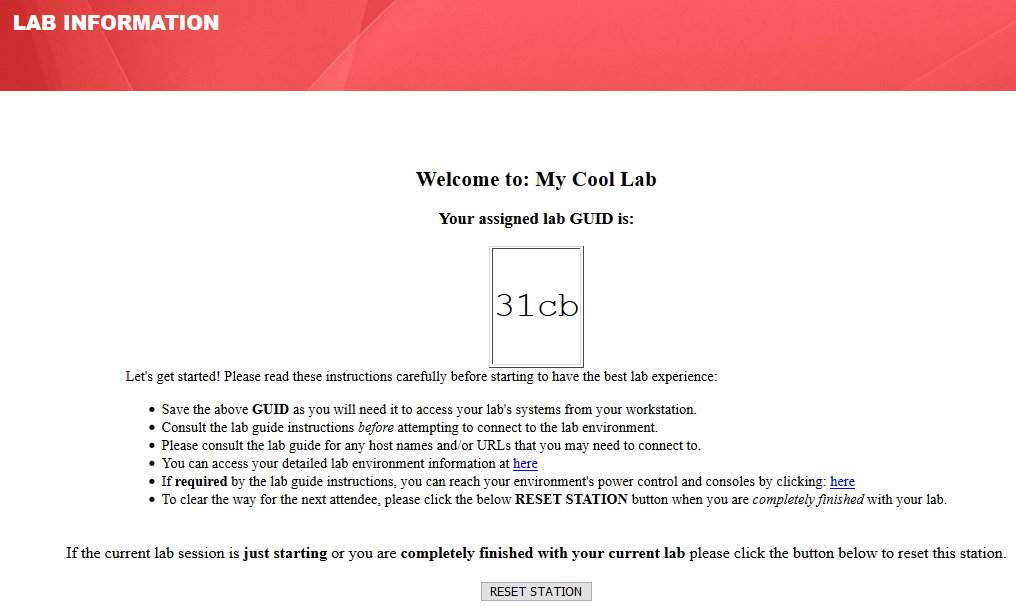 LAB INFORMATION
Welcome to: My Cool Lab
Your assigned lab GUID is:
31cb
Let's get started! Please read these instructions carefully before starting to have the best lab experience:
• Save the above GUID as you will need it to access your lab's systems from your workstation.
• Consult the lab guide instructions before attempting to connect to the lab environment.
• Please consult the lab guide for any host names and/or URLs that you may need to connect to.
• You can access your detailed lab environment information at here
• If required by the lab guide instructions, you can reach your environment's power control and consoles by clicking: here
• To clear the way for the next attendee, please click the below RESET STATION button when you are completely finished with your lab.
If the current lab session is just starting or you are completely finished with your current lab please click the button below to reset this station.
RESET STATION